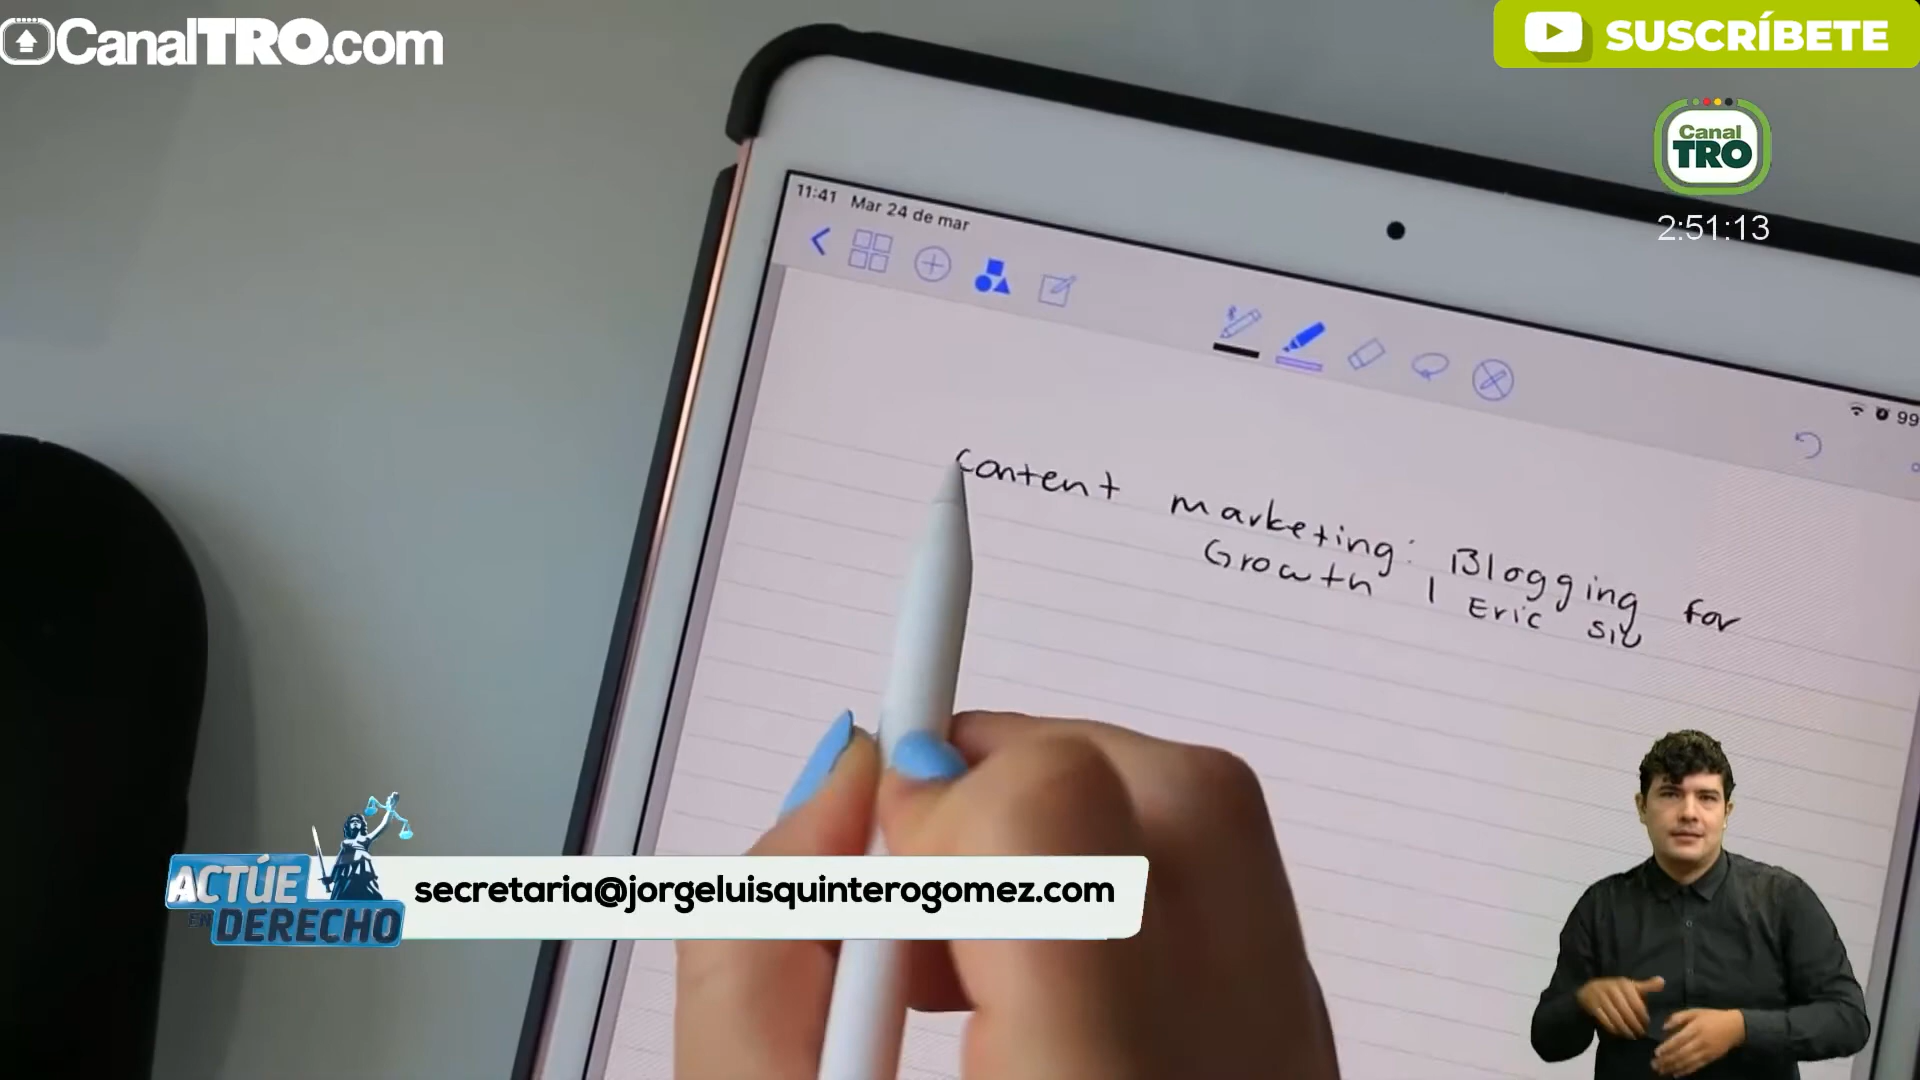 CanalTRO.com
SUSCRÍBETE
Canal
TRO
2:51:13
11:41 Mar 24 de mar
99
Content marketing: Blogging for
Growth | Eric Siu
ACTÚE
EN DERECHO
secretaria@jorgeluisquinterogomez.com